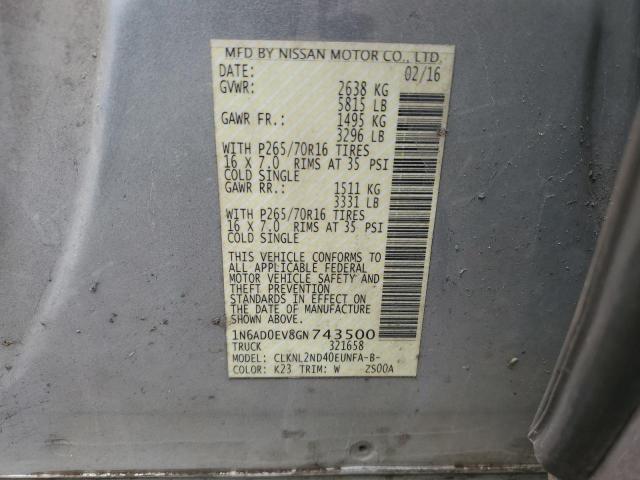 MFD BY NISSAN MOTOR CO., LTD.
DATE: 02/16
GVWR: 2638 KG
5815 LB
GAWR FR.: 1495 KG
3296 LB
WITH P265/70R16 TIRES
16 X 7.0 RIMS AT 35 PSI
COLD SINGLE
GAWR RR.: 1511 KG
3331 LB
WITH P265/70R16 TIRES
16 X 7.0 RIMS AT 35 PSI
COLD SINGLE
THIS VEHICLE CONFORMS TO
ALL APPLICABLE FEDERAL
MOTOR VEHICLE SAFETY AND
THEFT PREVENTION
STANDARDS IN EFFECT ON
THE DATE OF MANUFACTURE
SHOWN ABOVE.
1N6AD0EV8GN743500
TRUCK 321658
MODEL: CLKNL2ND40EUNFA-B-
COLOR: K23 TRIM: W ZS00A